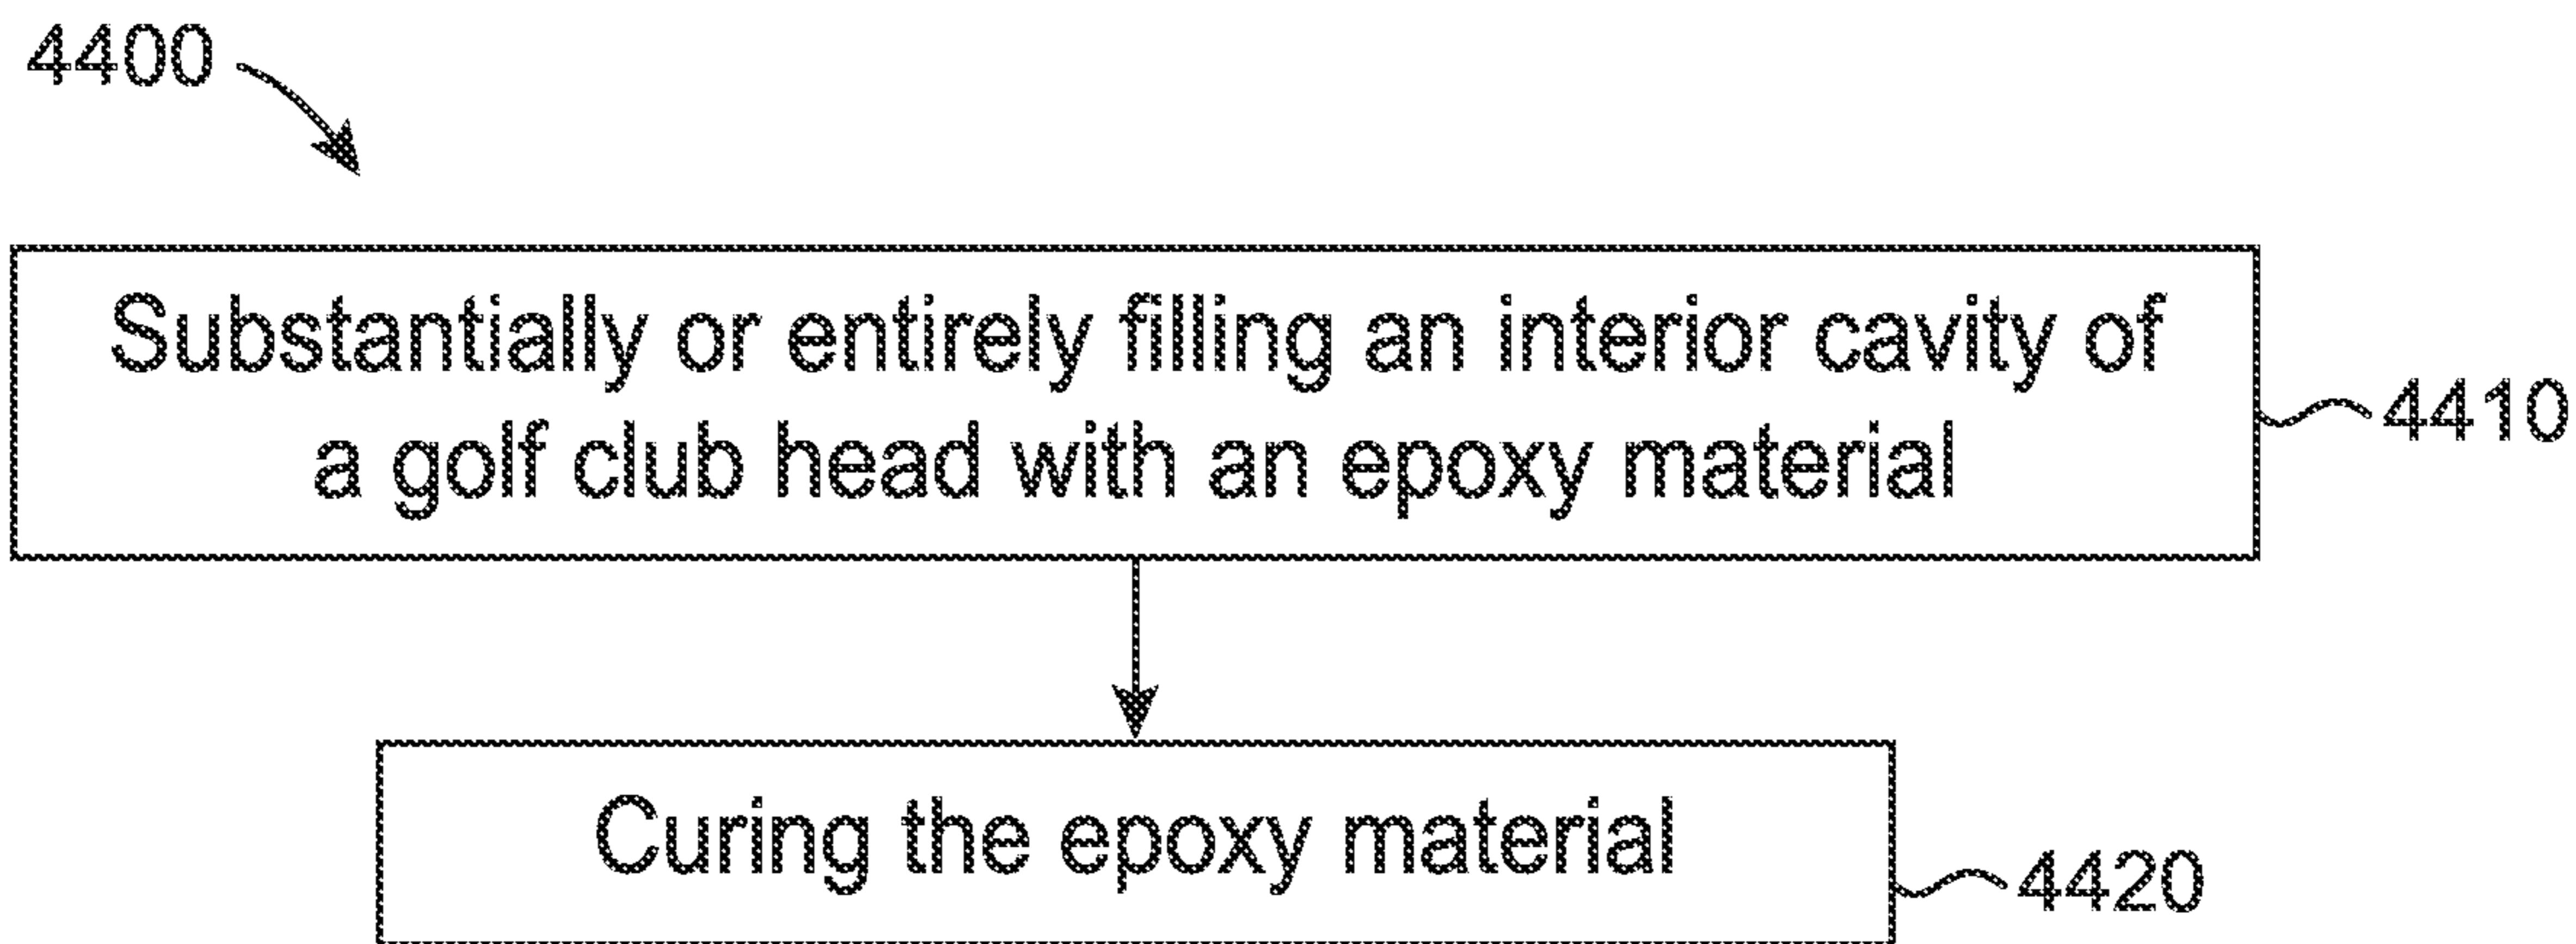 4400
Substantially or entirely filling an interior cavity of
a golf club head with an epoxy material
4410
Curing the epoxy material
4420